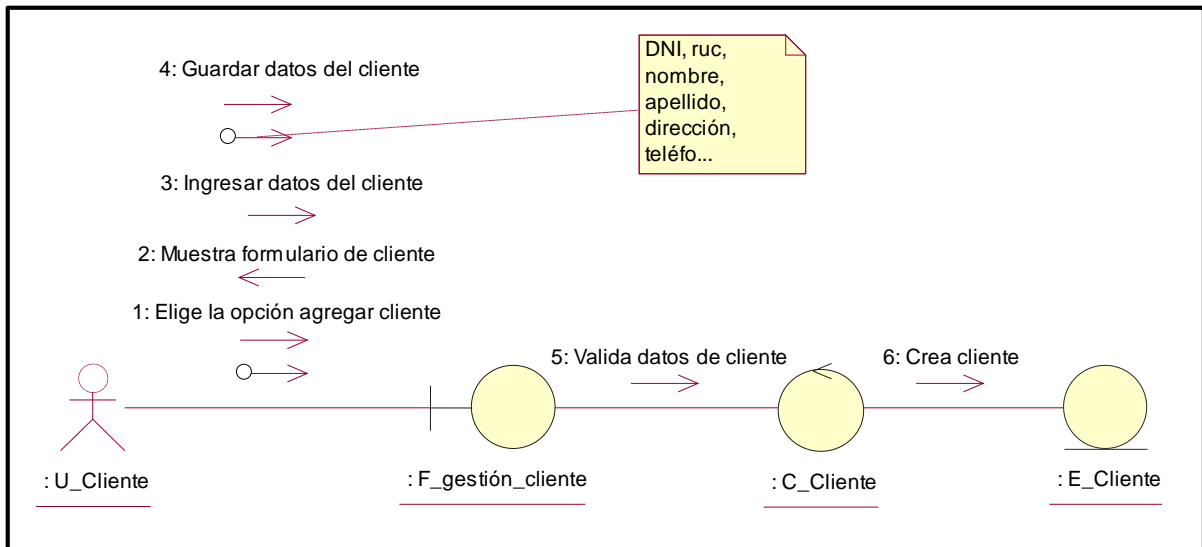 4: Guardar datos del cliente
DNI, ruc,
nombre,
apellido,
dirección,
teléfo...
3: Ingresar datos del cliente
2: Muestra formulario de cliente
1: Elige la opción agregar cliente
5: Valida datos de cliente
6: Crea cliente
: U_Cliente
: F_gestión_cliente
: C_Cliente
: E_Cliente